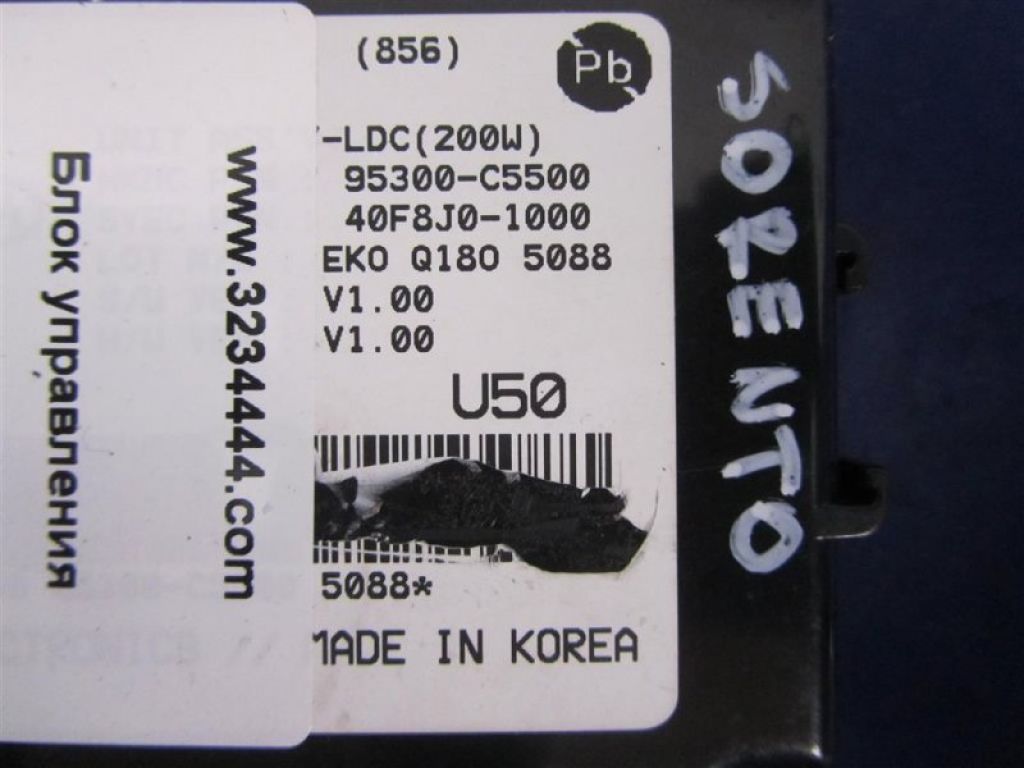 (856)
Pb
-LDC(200W)
95300-C5500
40F8J0-1000
EKO Q180 5088
V1.00
V1.00
U50
5088*
MADE IN KOREA
Блок управления
www.323444.com
SORENTO